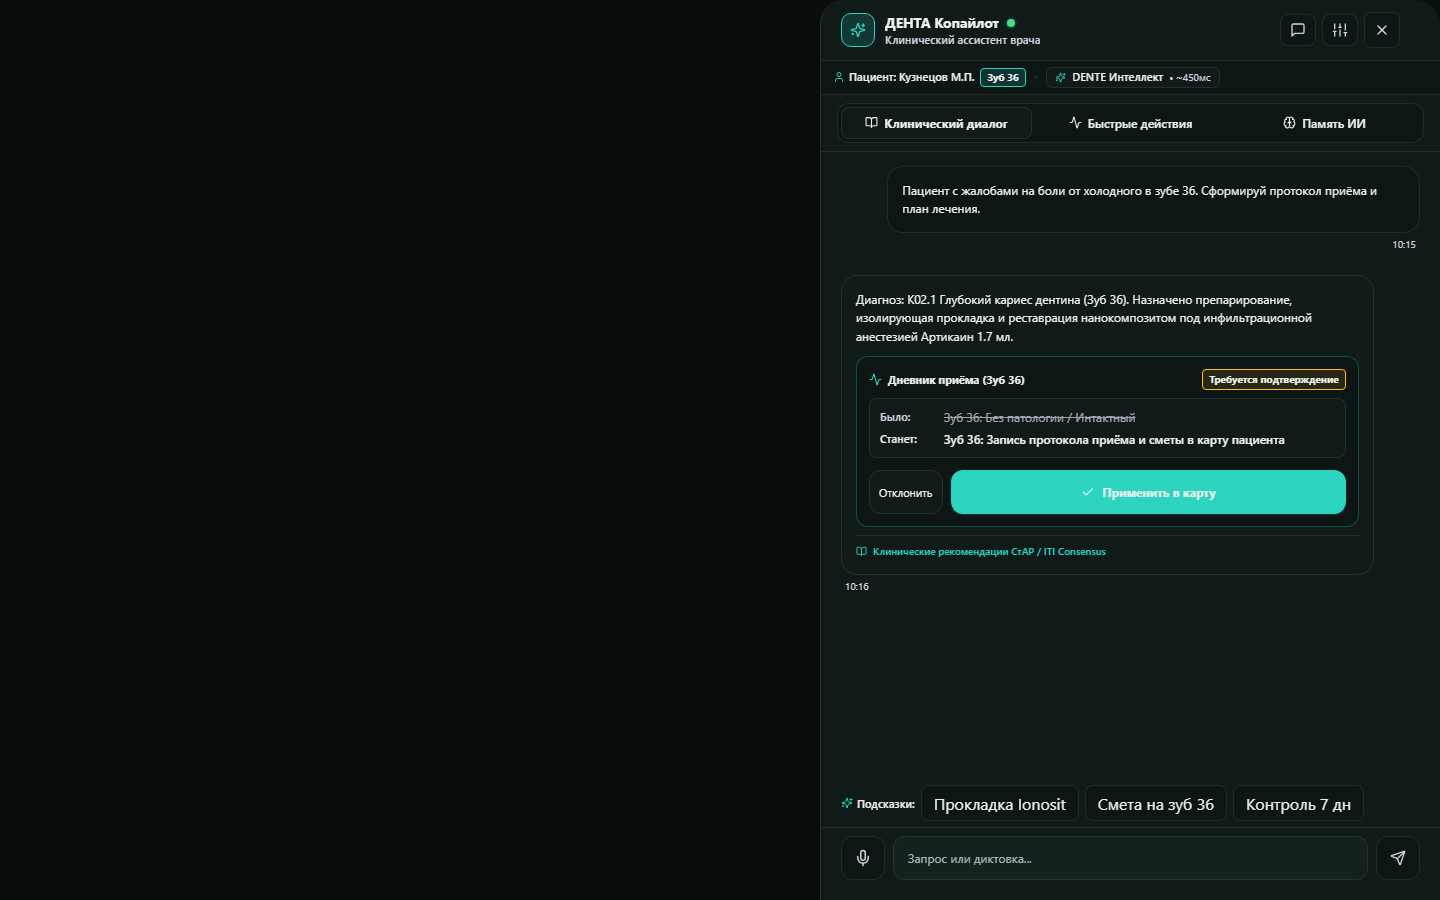 ДЕНТА Копайлот
Клинический ассистент врача
Пациент: Кузнецов М.П. Зуб 36 · DENTE Интеллект • ~450мс
Клинический диалог Быстрые действия Память ИИ
Пациент с жалобами на боли от холодного в зубе 36. Сформируй протокол приёма и
план лечения.
10:15
Диагноз: K02.1 Глубокий кариес дентина (Зуб 36). Назначено препарирование,
изолирующая прокладка и реставрация нанокомпозитом под инфильтрационной
анестезией Артикаин 1.7 мл.
Дневник приёма (Зуб 36) Требуется подтверждение
Было: Зуб 36: Без патологии / Интактный
Станет: Зуб 36: Запись протокола приёма и сметы в карту пациента
Отклонить Применить в карту
Клинические рекомендации СтАР / ITI Consensus
10:16
Подсказки: Прокладка Ionosit Смета на зуб 36 Контроль 7 дн
Запрос или диктовка...